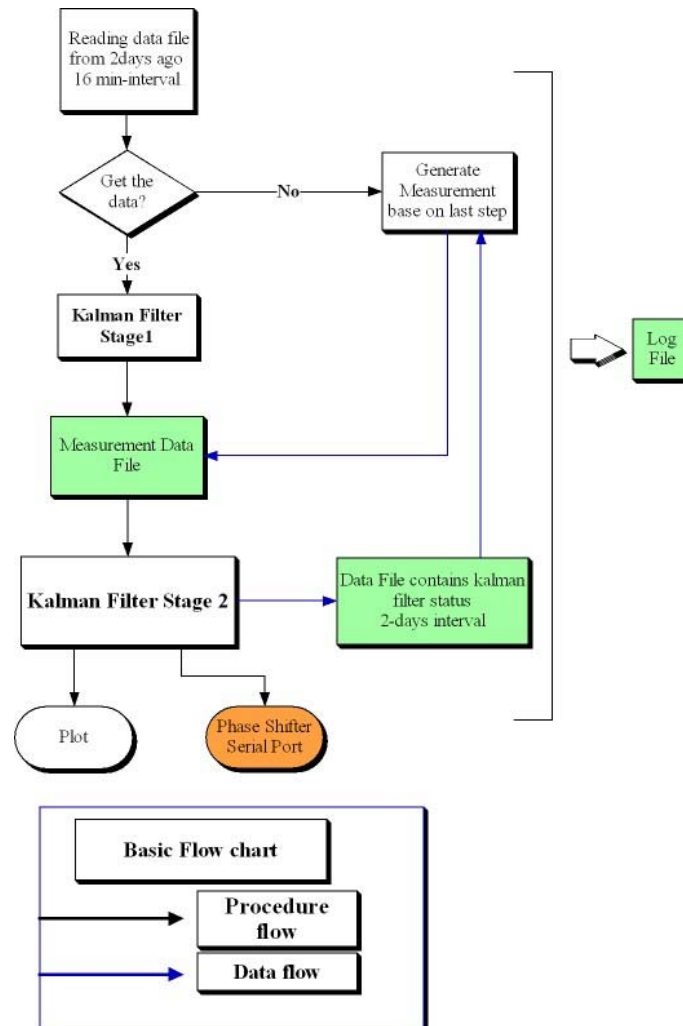 Reading data file
from 2days ago
16 min-interval
Get the
data?
No
Generate
Measurement
base on last step
Yes
Kalman Filter
Stage1
Log
File
Measurement Data
File
Kalman Filter Stage 2
Data File contains kalman
filter status
2-days interval
Plot
Phase Shifter
Serial Port
Basic Flow chart
Procedure
flow
Data flow